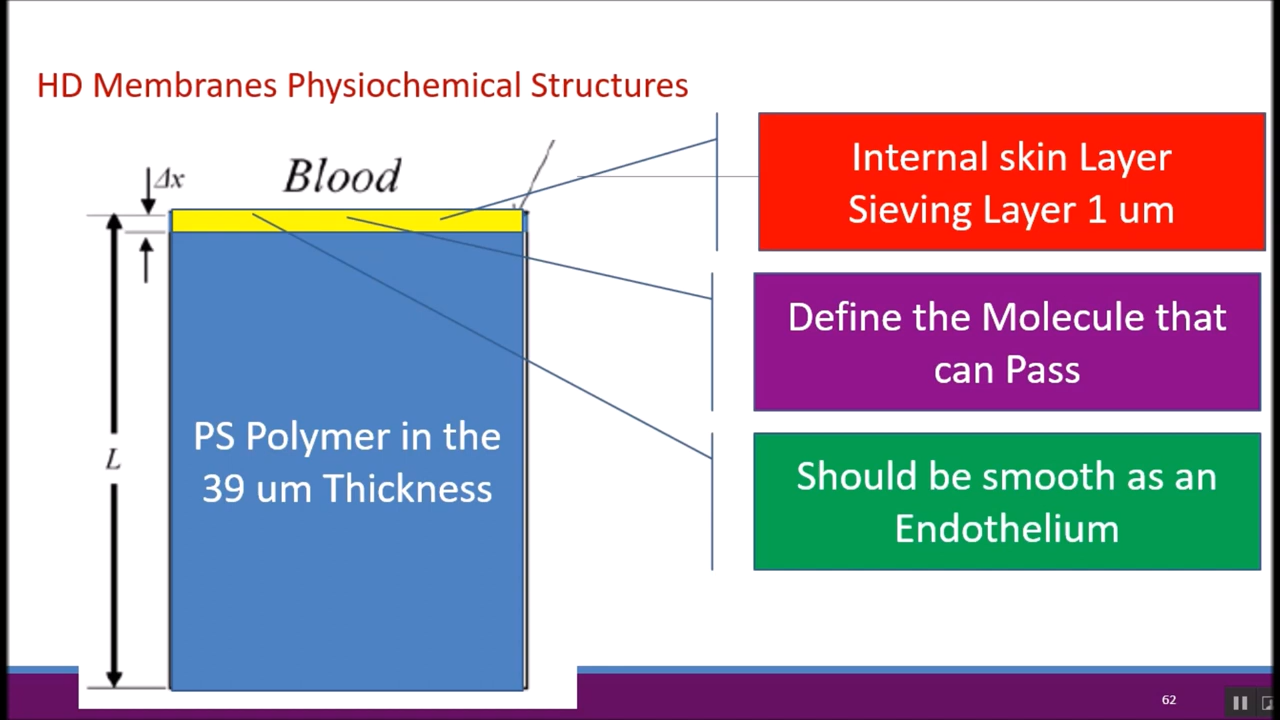 HD Membranes Physiochemical Structures
Δx
Blood
L
PS Polymer in the
39 um Thickness
Internal skin Layer
Sieving Layer 1 um
Define the Molecule that
can Pass
Should be smooth as an
Endothelium
62